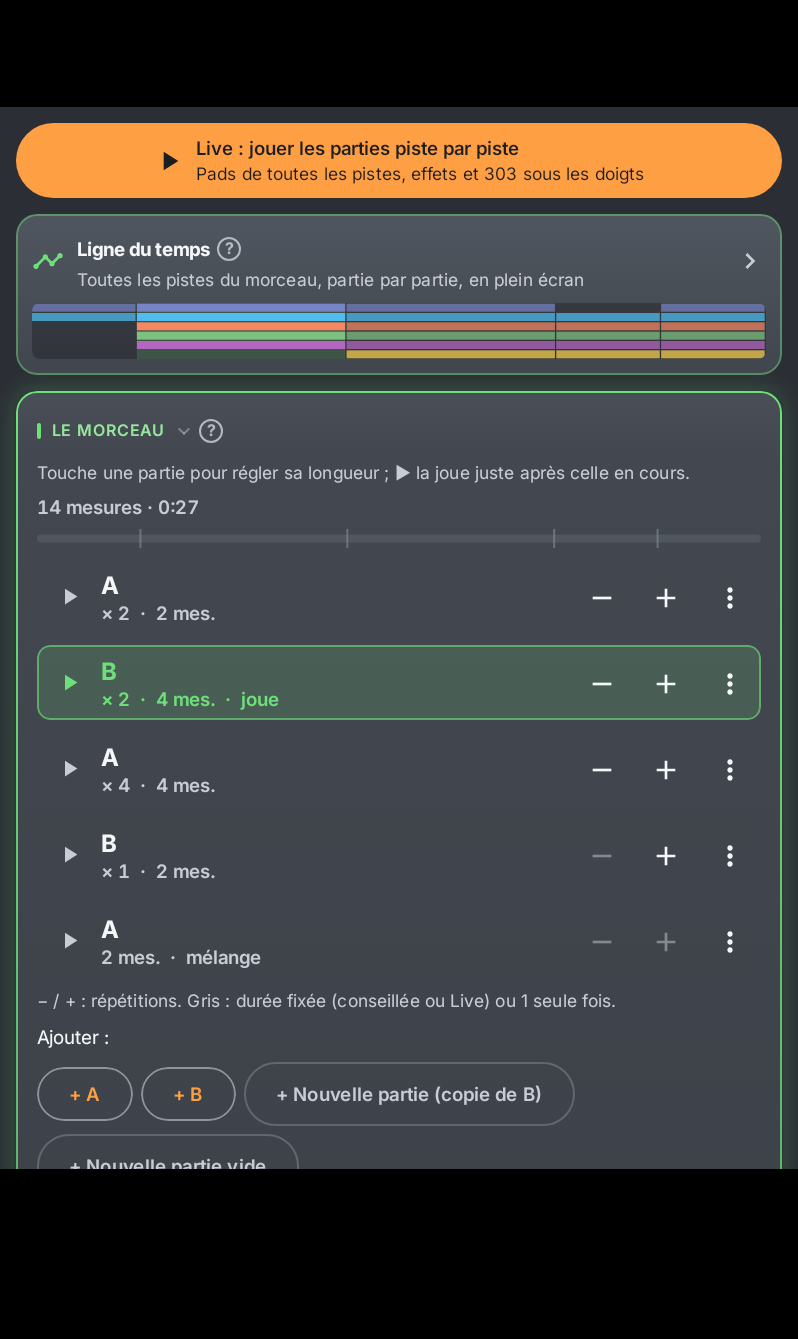 Live : jouer les parties piste par piste
Pads de toutes les pistes, effets et 303 sous les doigts
Ligne du temps ?
Toutes les pistes du morceau, partie par partie, en plein écran
LE MORCEAU ?
Touche une partie pour régler sa longueur ; ▶ la joue juste après celle en cours.
14 mesures · 0:27
A
× 2 · 2 mes.
B
× 2 · 4 mes. · joue
A
× 4 · 4 mes.
B
× 1 · 2 mes.
A
2 mes. · mélange
− / + : répétitions. Gris : durée fixée (conseillée ou Live) ou 1 seule fois.
Ajouter :
+ A + B + Nouvelle partie (copie de B)
+ Nouvelle partie vide